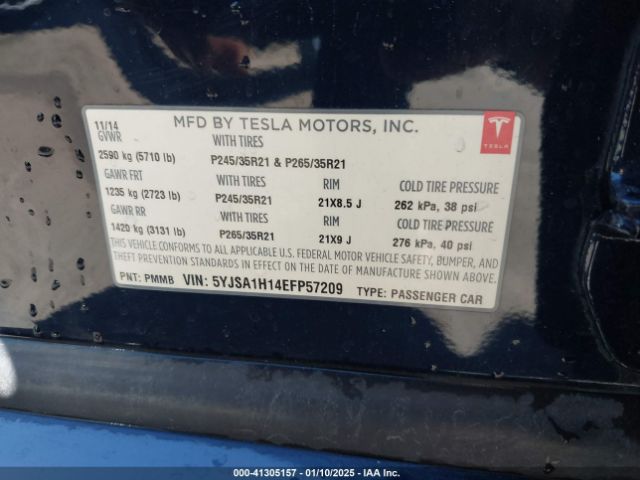 11/14 MFD BY TESLA MOTORS, INC.
TESLA
GVWR WITH TIRES
2590 kg (5710 lb) P245/35R21 & P265/35R21
GAWR FRT WITH TIRES RIM COLD TIRE PRESSURE
1235 kg (2723 lb) P245/35R21 21X8.5 J 262 kPa, 38 psi
GAWR RR WITH TIRES RIM COLD TIRE PRESSURE
1420 kg (3131 lb) P265/35R21 21X9 J 276 kPa, 40 psi
THIS VEHICLE CONFORMS TO ALL APPLICABLE U.S. FEDERAL MOTOR VEHICLE SAFETY, BUMPER, AND
THEFT PREVENTION STANDARDS IN EFFECT ON THE DATE OF MANUFACTURE SHOWN ABOVE.
PNT: PMMB VIN: 5YJSA1H14EFP57209 TYPE: PASSENGER CAR
000-41305157 - 01/10/2025 - IAA Inc.